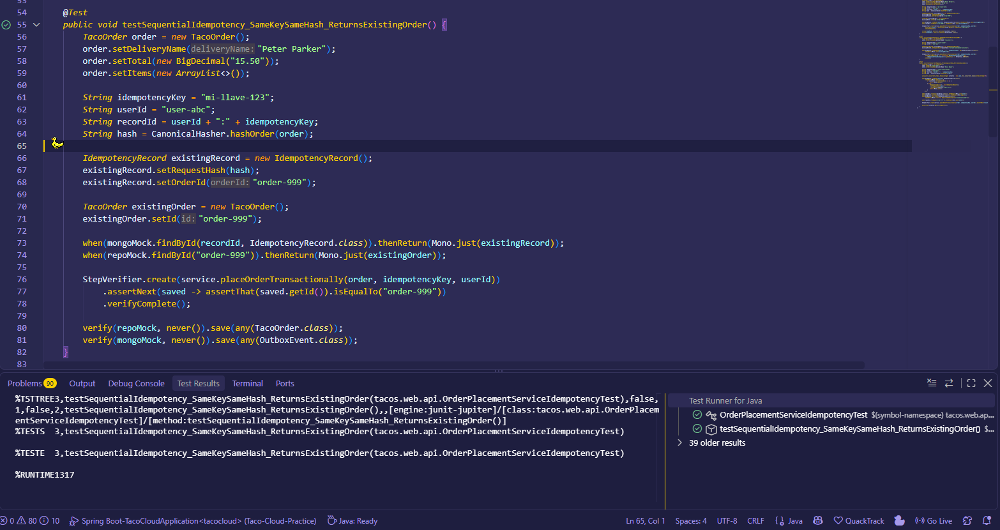 53
54 @Test
55 public void testSequentialIdempotency_SameKeySameHash_ReturnsExistingOrder() {
56 TacoOrder order = new TacoOrder();
57 order.setDeliveryName(deliveryName: "Peter Parker");
58 order.setTotal(new BigDecimal("15.50"));
59 order.setItems(new ArrayList<>());
60
61 String idempotencyKey = "mi-llave-123";
62 String userId = "user-abc";
63 String recordId = userId + ":" + idempotencyKey;
64 String hash = CanonicalHasher.hashOrder(order);
65
66 IdempotencyRecord existingRecord = new IdempotencyRecord();
67 existingRecord.setRequestHash(hash);
68 existingRecord.setOrderId(orderId: "order-999");
69
70 TacoOrder existingOrder = new TacoOrder();
71 existingOrder.setId(id: "order-999");
72
73 when(mongoMock.findById(recordId, IdempotencyRecord.class)).thenReturn(Mono.just(existingRecord));
74 when(repoMock.findById("order-999")).thenReturn(Mono.just(existingOrder));
75
76 StepVerifier.create(service.placeOrderTransactionally(order, idempotencyKey, userId))
77 .assertNext(saved -> assertThat(saved.getId()).isEqualTo("order-999"))
78 .verifyComplete();
79
80 verify(repoMock, never()).save(any(TacoOrder.class));
81 verify(mongoMock, never()).save(any(OutboxEvent.class));
82 }
83
Problems 90 Output Debug Console Test Results Terminal Ports
%TSTTREE3,testSequentialIdempotency_SameKeySameHash_ReturnsExistingOrder(tacos.web.api.OrderPlacementServiceIdempotencyTest),false,
1,false,2,testSequentialIdempotency_SameKeySameHash_ReturnsExistingOrder(),,[engine:junit-jupiter]/[class:tacos.web.api.OrderPlacem
entServiceIdempotencyTest]/[method:testSequentialIdempotency_SameKeySameHash_ReturnsExistingOrder()]
%TESTS 3,testSequentialIdempotency_SameKeySameHash_ReturnsExistingOrder(tacos.web.api.OrderPlacementServiceIdempotencyTest)
%TESTE 3,testSequentialIdempotency_SameKeySameHash_ReturnsExistingOrder(tacos.web.api.OrderPlacementServiceIdempotencyTest)
%RUNTIME1317
Test Runner for Java
OrderPlacementServiceIdempotencyTest $(symbol-namespace) tacos.web.ap...
testSequentialIdempotency_SameKeySameHash_ReturnsExistingOrder() $...
39 older results
0 80 10 Spring Boot-TacoCloudApplication<tacocloud> (Taco-Cloud-Practice) Java: Ready Ln 65, Col 1 Spaces: 4 UTF-8 CRLF {} Java QuackTrack Go Live